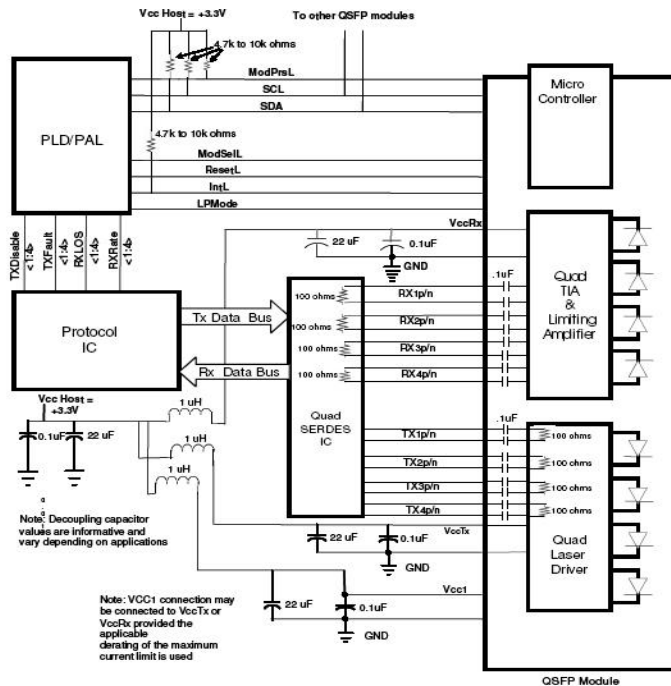 Vcc Host = +3.3V
To other QSFP modules
4.7k to 10k ohms
ModPrsL
SCL
SDA
Micro
Controller
PLD/PAL
4.7k to 10k ohms
ModSelL
ResetL
IntL
LPMode
TXDisable
<1:4>
TXFault
<1:4>
RXLOS
<1:4>
RXRate
<1:4>
VccRx
22 uF
0.1uF
GND
Protocol
IC
Tx Data Bus
Rx Data Bus
100 ohms
100 ohms
100 ohms
100 ohms
Quad
SERDES
IC
RX1p/n
RX2p/n
RX3p/n
RX4p/n
.1uF
Quad
TIA
&
Limiting
Amplifier
Vcc Host =
+3.3V
0.1uF
22 uF
1 uH
1 uH
1 uH
Note: Decoupling capacitor
values are informative and
vary depending on applications
TX1p/n
TX2p/n
TX3p/n
TX4p/n
.1uF
100 ohms
100 ohms
100 ohms
100 ohms
Quad
Laser
Driver
VccTx
22 uF
0.1uF
GND
Note: VCC1 connection may
be connected to VccTx or
VccRx provided the
applicable
derating of the maximum
current limit is used
Vcc1
22 uF
0.1uF
GND
QSFP Module